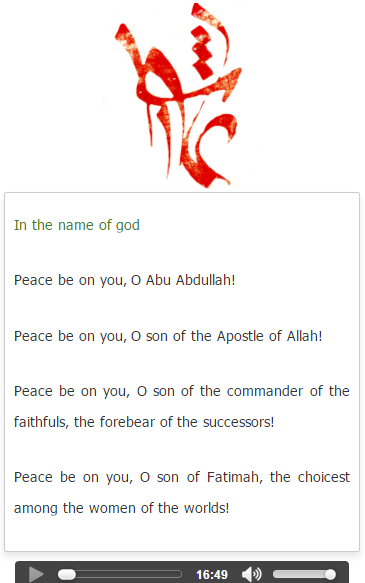 عاشورا
In the name of god
Peace be on you, O Abu Abdullah!
Peace be on you, O son of the Apostle of Allah!
Peace be on you, O son of the commander of the
faithfuls, the forebear of the successors!
Peace be on you, O son of Fatimah, the choicest
among the women of the worlds!
16:49